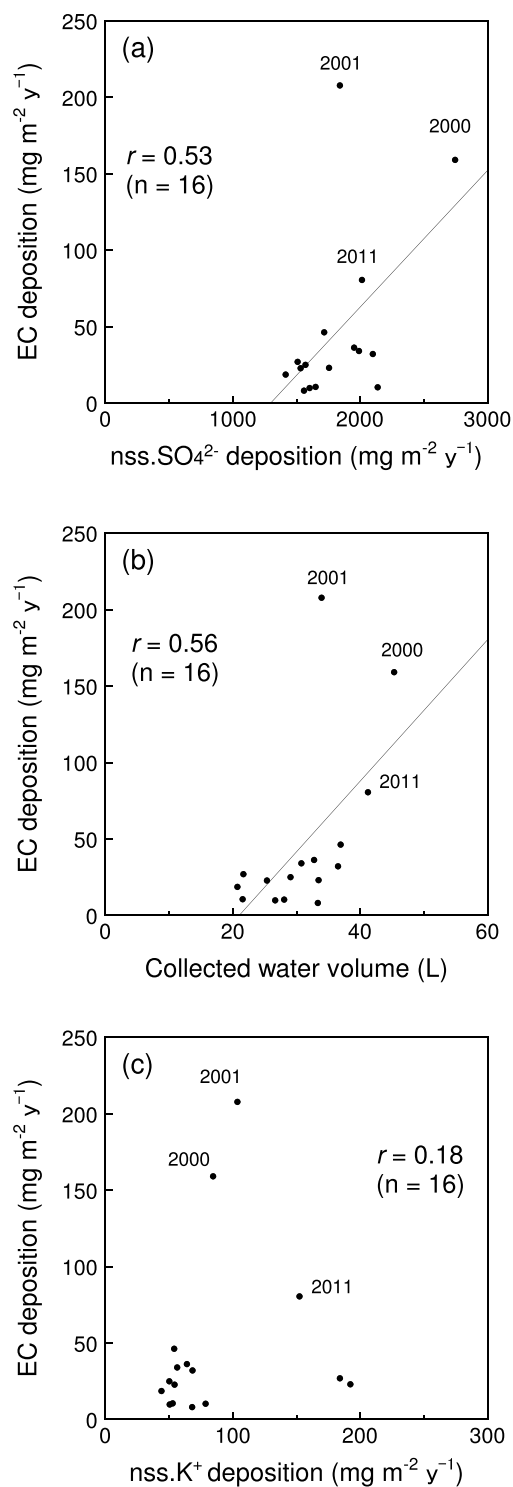 (a)
2001
2000
r = 0.53
(n = 16)
2011
250
200
150
100
50
0
EC deposition (mg m⁻² y⁻¹)
0 1000 2000 3000
nss.SO₄²⁻ deposition (mg m⁻² y⁻¹)
(b)
2001
r = 0.56
(n = 16)
2000
2011
250
200
150
100
50
0
EC deposition (mg m⁻² y⁻¹)
0 20 40 60
Collected water volume (L)
(c)
2001
2000
r = 0.18
(n = 16)
2011
250
200
150
100
50
0
EC deposition (mg m⁻² y⁻¹)
0 100 200 300
nss.K⁺ deposition (mg m⁻² y⁻¹)